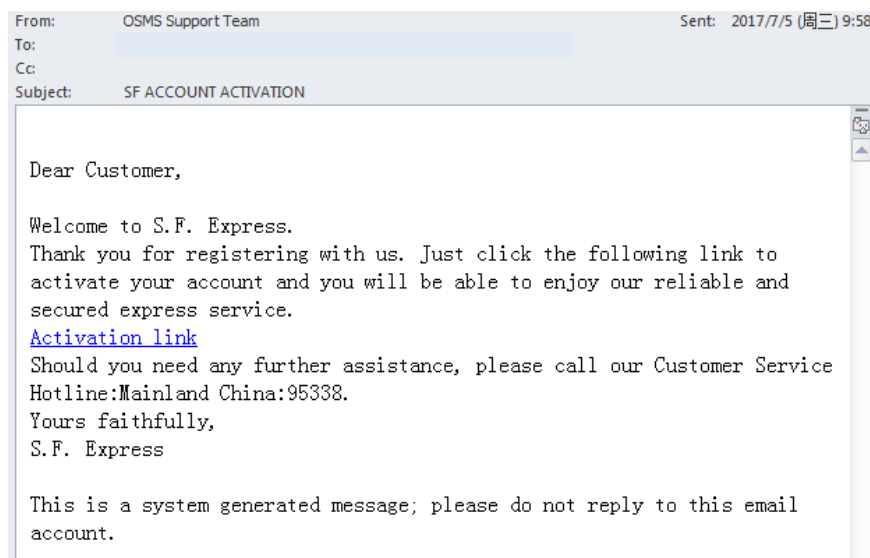 From: OSMS Support Team Sent: 2017/7/5 (周三) 9:58
To:
Cc:
Subject: SF ACCOUNT ACTIVATION
Dear Customer,
Welcome to S.F. Express.
Thank you for registering with us. Just click the following link to
activate your account and you will be able to enjoy our reliable and
secured express service.
Activation link
Should you need any further assistance, please call our Customer Service
Hotline:Mainland China:95338.
Yours faithfully,
S.F. Express
This is a system generated message; please do not reply to this email
account.